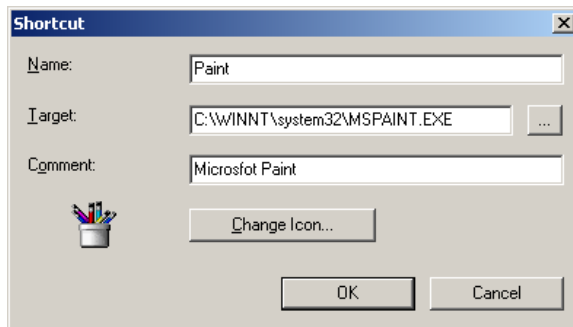 Shortcut
Name: Paint
Target: C:\WINNT\system32\MSPAINT.EXE ...
Comment: Microsfot Paint
Change Icon...
OK Cancel